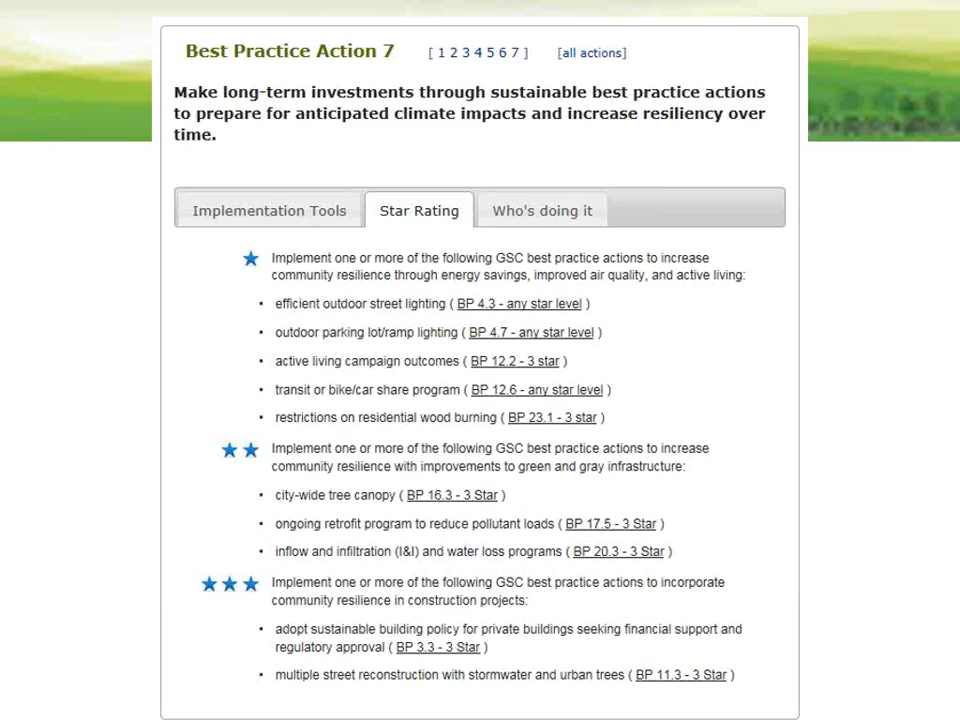 Best Practice Action 7 [ 1 2 3 4 5 6 7 ] [all actions]
Make long-term investments through sustainable best practice actions
to prepare for anticipated climate impacts and increase resiliency over
time.
Implementation Tools Star Rating Who's doing it
Implement one or more of the following GSC best practice actions to increase
community resilience through energy savings, improved air quality, and active living:
• efficient outdoor street lighting ( BP 4.3 - any star level )
• outdoor parking lot/ramp lighting ( BP 4.7 - any star level )
• active living campaign outcomes ( BP 12.2 - 3 star )
• transit or bike/car share program ( BP 12.6 - any star level )
• restrictions on residential wood burning ( BP 23.1 - 3 star )
Implement one or more of the following GSC best practice actions to increase
community resilience with improvements to green and gray infrastructure:
• city-wide tree canopy ( BP 16.3 - 3 Star )
• ongoing retrofit program to reduce pollutant loads ( BP 17.5 - 3 Star )
• inflow and infiltration (I&I) and water loss programs ( BP 20.3 - 3 Star )
Implement one or more of the following GSC best practice actions to incorporate
community resilience in construction projects:
• adopt sustainable building policy for private buildings seeking financial support and
regulatory approval ( BP 3.3 - 3 Star )
• multiple street reconstruction with stormwater and urban trees ( BP 11.3 - 3 Star )